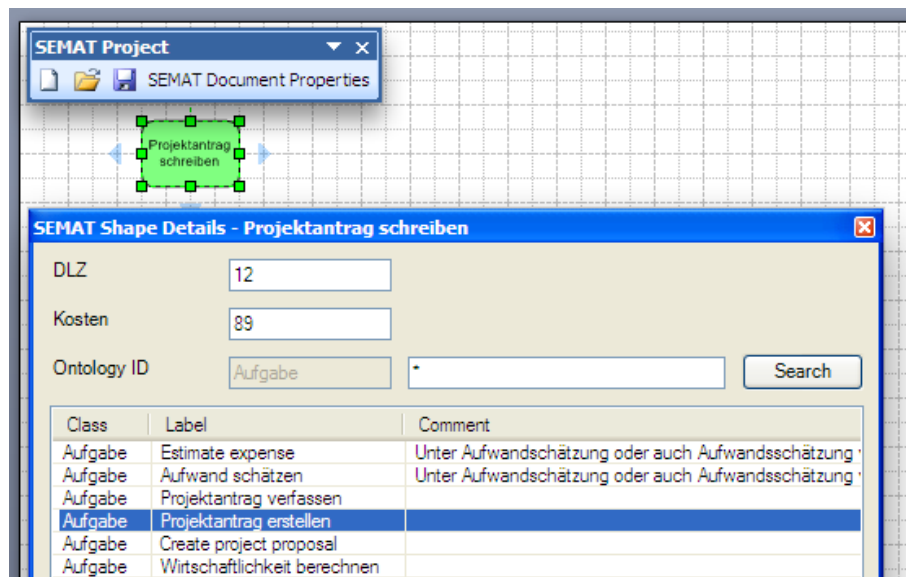 SEMAT Project
SEMAT Document Properties
Projektantrag
schreiben
SEMAT Shape Details - Projektantrag schreiben
DLZ 12
Kosten 89
Ontology ID Aufgabe * Search
Class Label Comment
Aufgabe Estimate expense Unter Aufwandschätzung oder auch Aufwandsschätzung
Aufgabe Aufwand schätzen Unter Aufwandschätzung oder auch Aufwandsschätzung
Aufgabe Projektantrag verfassen
Aufgabe Projektantrag erstellen
Aufgabe Create project proposal
Aufgabe Wirtschaftlichkeit berechnen